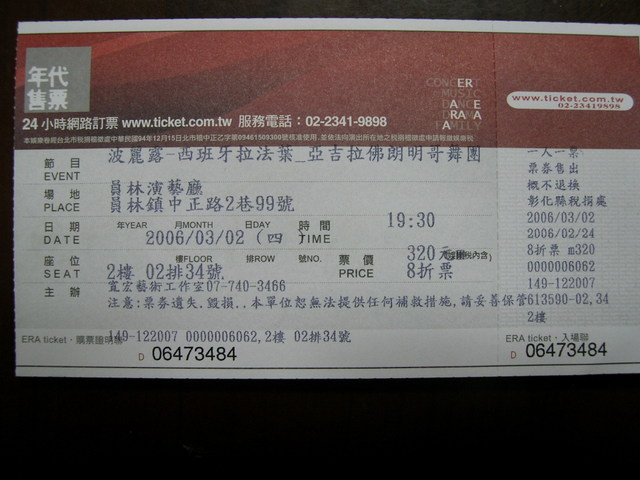 年代
售票
CONCERT
MUSIC
DANCE
DRAMA
FAMILY
24 小時網路訂票 www.ticket.com.tw 服務電話：02-2341-9898
節目
EVENT
波麗露-西班牙拉法葉_亞吉拉佛朗明哥舞團
場地
PLACE
員林演藝廳
員林鎮中正路2巷99號
日期
DATE
年YEAR 月MONTH 日DAY
2006/03/02 (四)
時間
TIME
19:30
座位
SEAT
樓FLOOR 排ROW 號NO.
2樓 02排34號
票價
PRICE
320元
8折票
主辦
寬宏藝術工作室07-740-3466
注意:票券遺失.毀損..本單位恕無法提供任何補救措施,請妥善保管613590-02,34
149-122007 0000006062,2樓 02排34號
ERA ticket・購票證明聯
D 06473484
www.ticket.com.tw
02-23419898
一人一票
票券售出
概不退換
彰化縣稅捐處
2006/03/02
2006/02/24
8折票 320
0000006062
149-122007
2樓
ERA ticket・入場聯
D 06473484